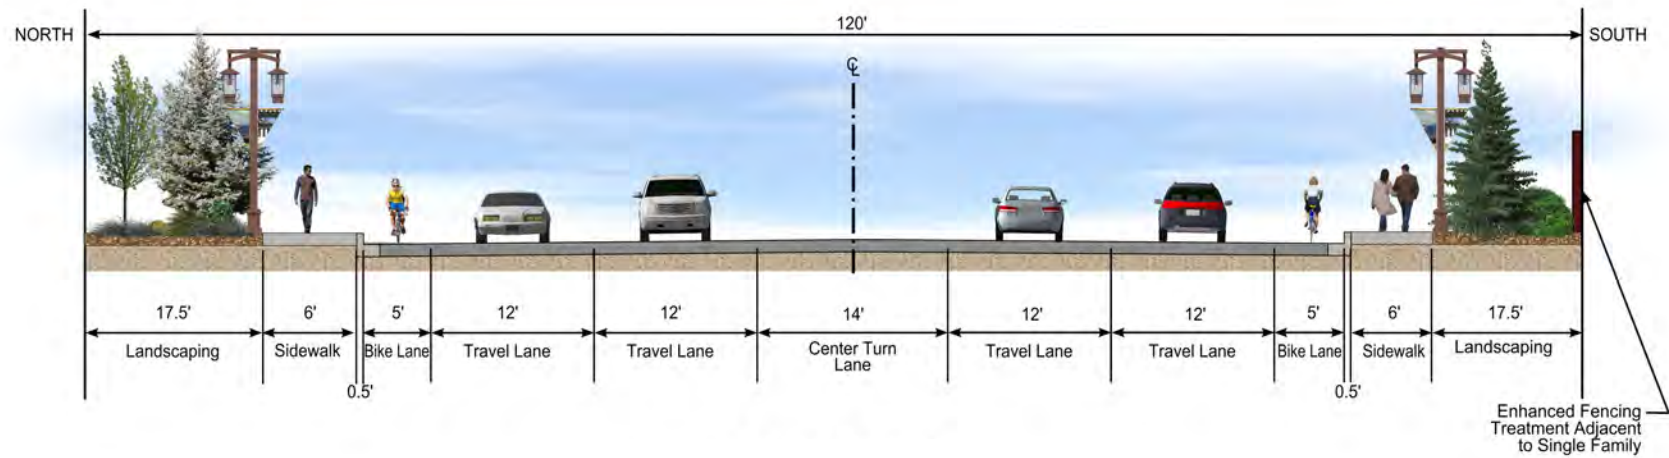 NORTH
120'
SOUTH
℄
17.5'
6'
5'
12'
12'
14'
12'
12'
5'
6'
17.5'
Landscaping
Sidewalk
Bike Lane
Travel Lane
Travel Lane
Center Turn
Lane
Travel Lane
Travel Lane
Bike Lane
Sidewalk
Landscaping
0.5'
0.5'
Enhanced Fencing
Treatment Adjacent
to Single Family